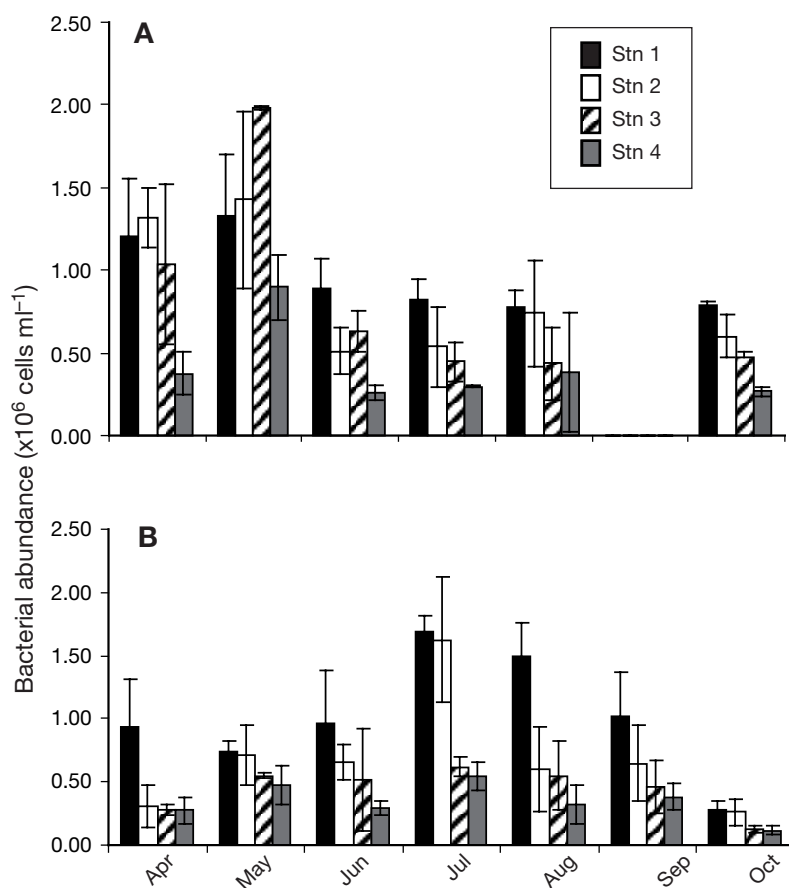 A
Stn 1
Stn 2
Stn 3
Stn 4
2.50
2.00
1.50
1.00
0.50
0.00
Bacterial abundance (x10⁶ cells ml⁻¹)
B
2.50
2.00
1.50
1.00
0.50
0.00
Apr May Jun Jul Aug Sep Oct